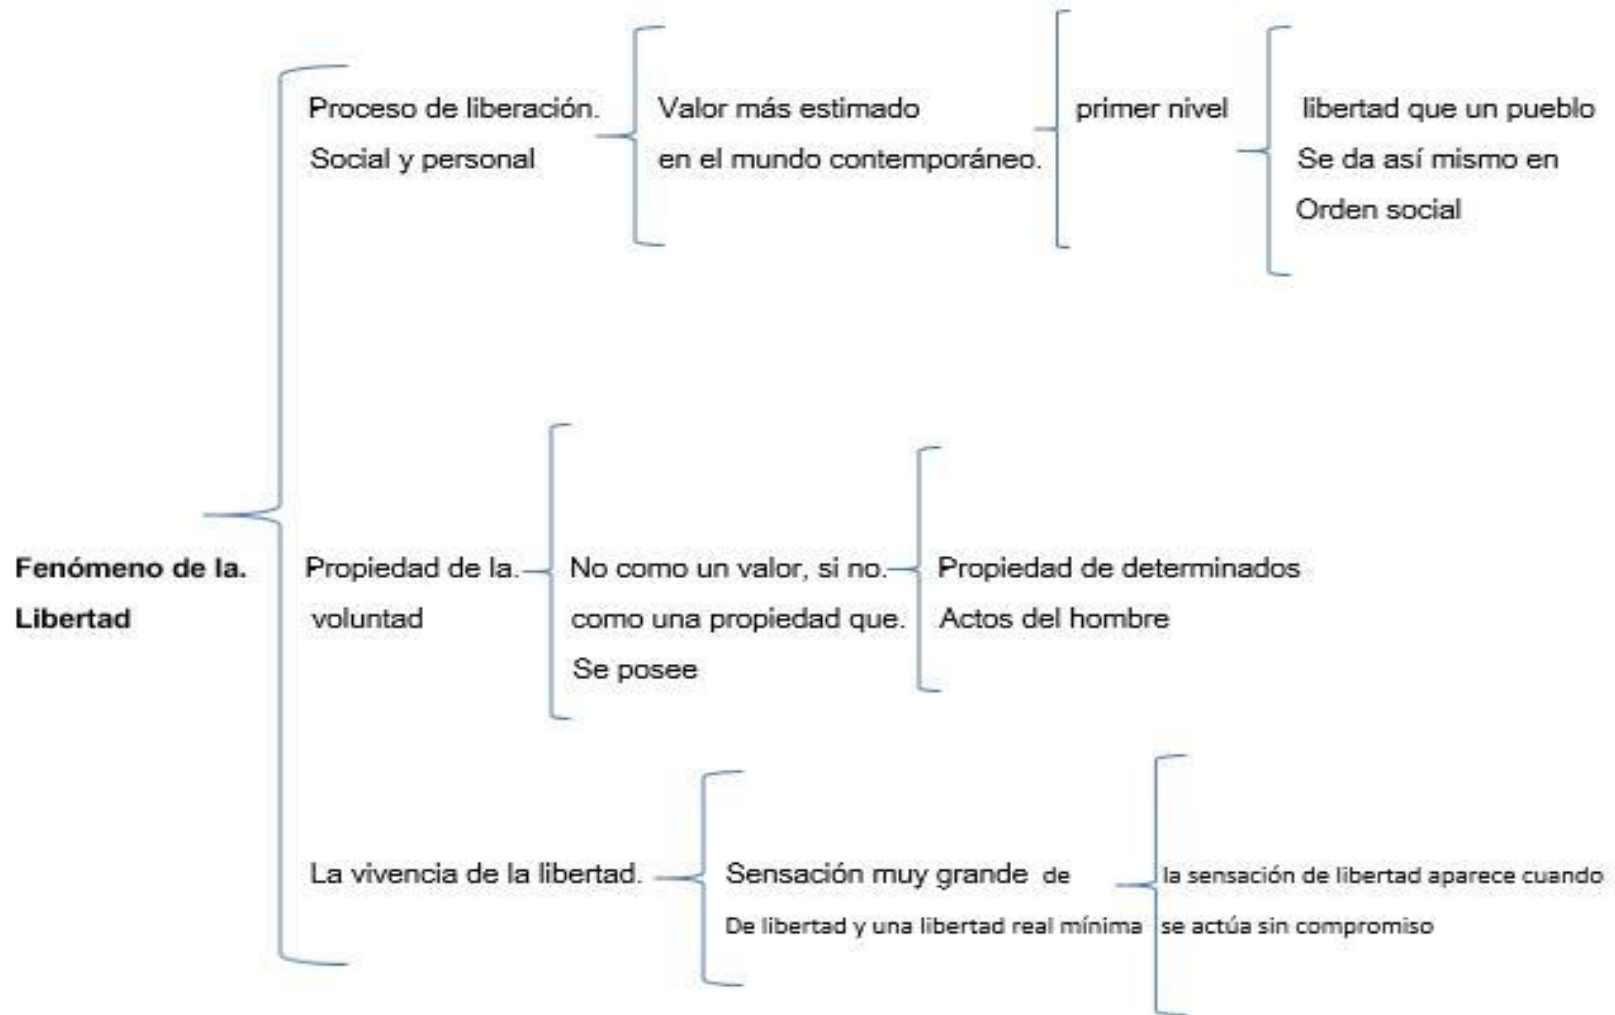 Proceso de liberación.
Social y personal
Valor más estimado
en el mundo contemporáneo.
primer nivel
libertad que un pueblo
Se da así mismo en
Orden social
Fenómeno de la.
Libertad
Propiedad de la.
voluntad
No como un valor, si no.
como una propiedad que.
Se posee
Propiedad de determinados
Actos del hombre
La vivencia de la libertad.
Sensación muy grande de
De libertad y una libertad real mínima
la sensación de libertad aparece cuando
se actúa sin compromiso